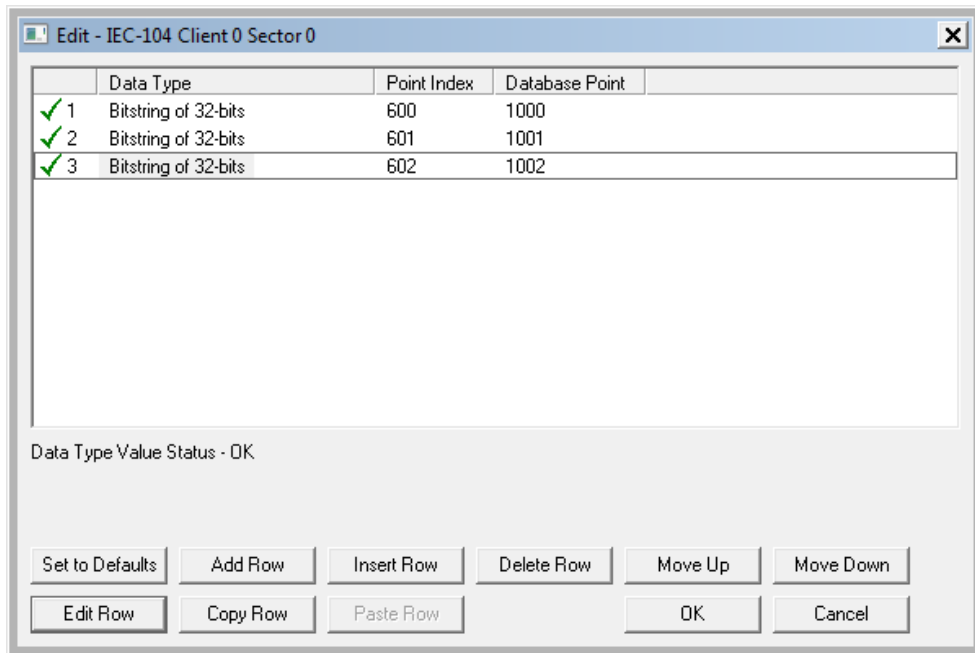 Edit - IEC-104 Client 0 Sector 0
Data Type Point Index Database Point
1 Bitstring of 32-bits 600 1000
2 Bitstring of 32-bits 601 1001
3 Bitstring of 32-bits 602 1002
Data Type Value Status - OK
Set to Defaults Add Row Insert Row Delete Row Move Up Move Down
Edit Row Copy Row Paste Row OK Cancel